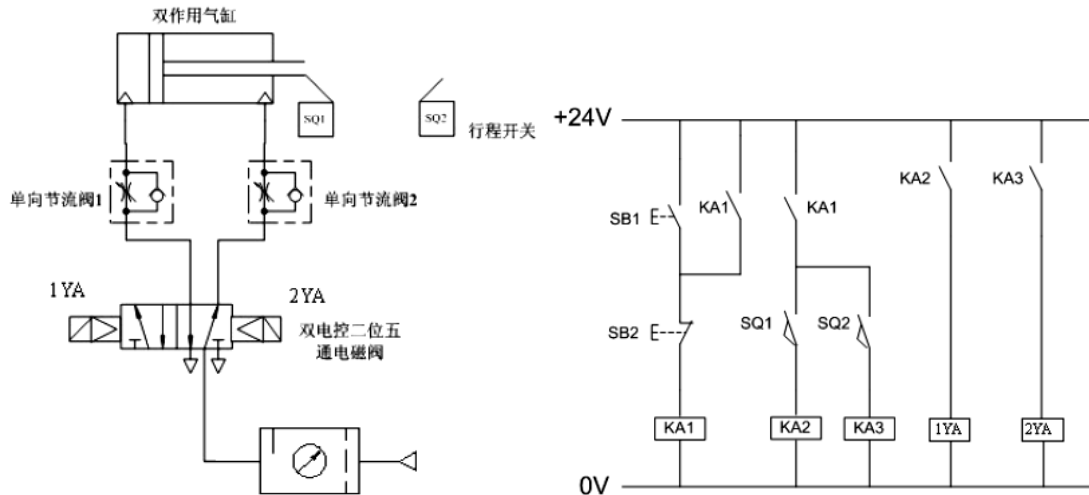 双作用气缸
SQ1
SQ2
行程开关
单向节流阀1
单向节流阀2
1YA
2YA
双电控二位五
通电磁阀
+24V
SB1
KA1
KA1
KA2
KA3
SB2
SQ1
SQ2
KA1
KA2
KA3
1YA
2YA
0V